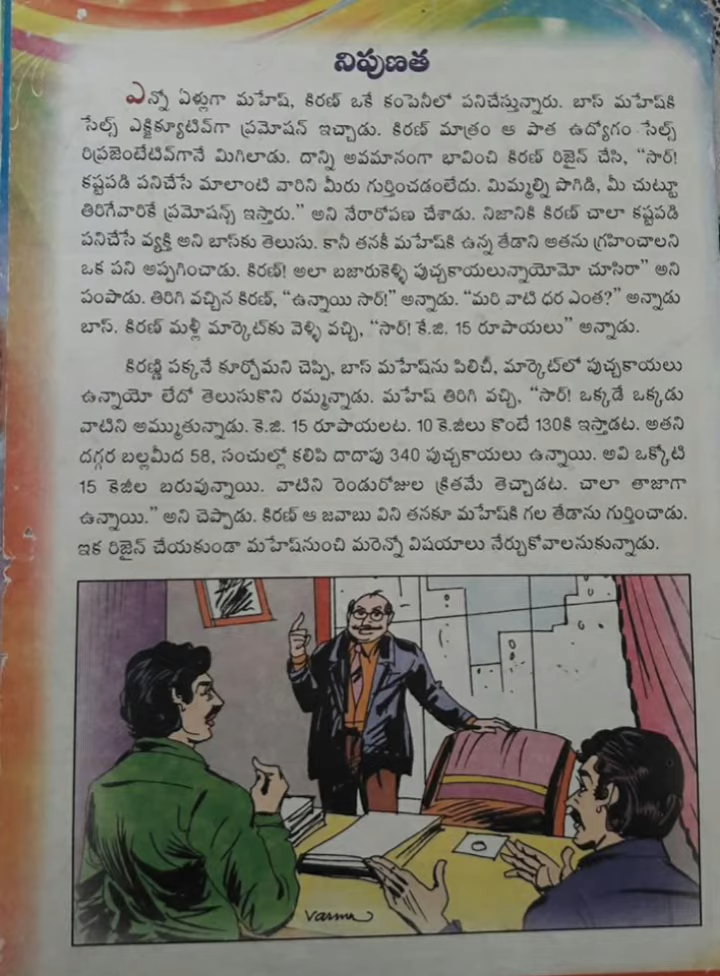 నిపుణత
ఎన్నో ఏళ్లుగా మహేష్, కిరణ్ ఒకే కంపెనీలో పనిచేస్తున్నారు. బాస్ మహేష్‌కి
సేల్స్ ఎక్జిక్యూటివ్‌గా ప్రమోషన్ ఇచ్చాడు. కిరణ్ మాత్రం ఆ పాత ఉద్యోగం సేల్స్
రిప్రజెంటేటివ్‌గానే మిగిలాడు. దాన్ని అవమానంగా భావించి కిరణ్ రిజైన్ చేసి, “సార్!
కష్టపడి పనిచేసే మాలాంటి వారిని మీరు గుర్తించడంలేదు. మిమ్మల్ని పొగిడి, మీ చుట్టూ
తిరిగేవారికే ప్రమోషన్స్ ఇస్తారు.” అని నేరారోపణ చేశాడు. నిజానికి కిరణ్ చాలా కష్టపడి
పనిచేసే వ్యక్తి అని బాస్‌కు తెలుసు. కానీ తనకీ మహేష్‌కి ఉన్న తేడాని అతను గ్రహించాలని
ఒక పని అప్పగించాడు. కిరణ్! అలా బజారుకెళ్ళి పుచ్చకాయలున్నాయోమో చూసిరా” అని
పంపాడు. తిరిగి వచ్చిన కిరణ్, “ఉన్నాయి సార్!” అన్నాడు. “మరి వాటి ధర ఎంత?” అన్నాడు
బాస్. కిరణ్ మళ్లీ మార్కెట్‌కు వెళ్ళి వచ్చి, “సార్! కే.జి. 15 రూపాయలు” అన్నాడు.
కిరణ్ణి పక్కనే కూర్చోమని చెప్పి, బాస్ మహేష్‌ను పిలిచీ, మార్కెట్‌లో పుచ్చకాయలు
ఉన్నాయో లేదో తెలుసుకొని రమ్మన్నాడు. మహేష్ తిరిగి వచ్చి, “సార్! ఒక్కడే ఒక్కడు
వాటిని అమ్ముతున్నాడు. కె.జి. 15 రూపాయలట. 10 కె.జీలు కొంటే 130కి ఇస్తాడట. అతని
దగ్గర బల్లమీద 58, సంచుల్లో కలిపి దాదాపు 340 పుచ్చకాయలు ఉన్నాయి. అవి ఒక్కోటి
15 కెజీల బరువున్నాయి. వాటిని రెండురోజుల క్రితమే తెచ్చాడట. చాలా తాజాగా
ఉన్నాయి.” అని చెప్పాడు. కిరణ్ ఆ జవాబు విని తనకూ మహేష్‌కి గల తేడాను గుర్తించాడు.
ఇక రిజైన్ చేయకుండా మహేష్‌నుంచి మరెన్నో విషయాలు నేర్చుకోవాలనుకున్నాడు.
Varma